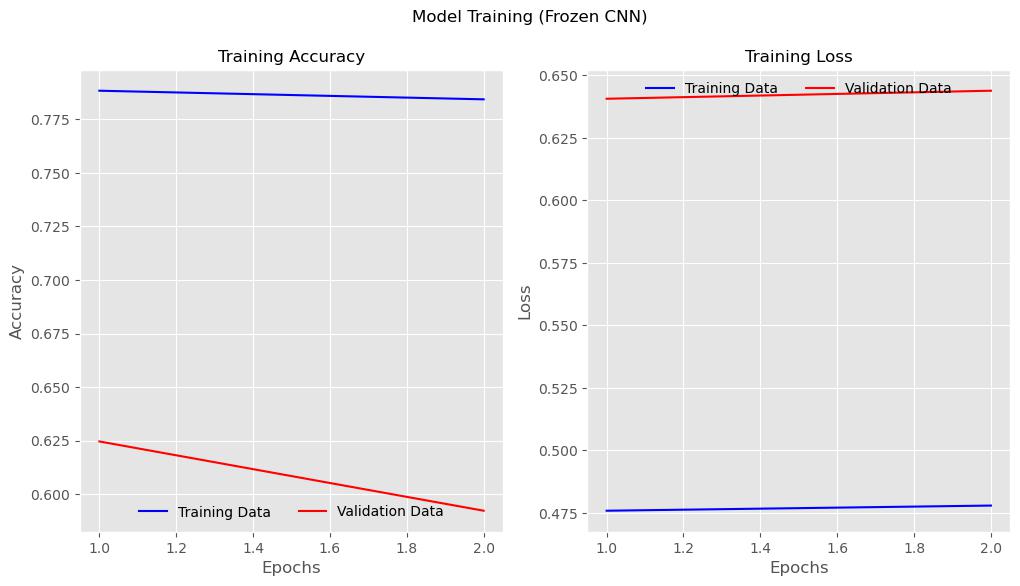 Model Training (Frozen CNN)
Training Accuracy
Accuracy
0.775
0.750
0.725
0.700
0.675
0.650
0.625
0.600
Training Data
Validation Data
1.0 1.2 1.4 1.6 1.8 2.0
Epochs
Training Loss
Loss
0.650
0.625
0.600
0.575
0.550
0.525
0.500
0.475
Training Data
Validation Data
1.0 1.2 1.4 1.6 1.8 2.0
Epochs